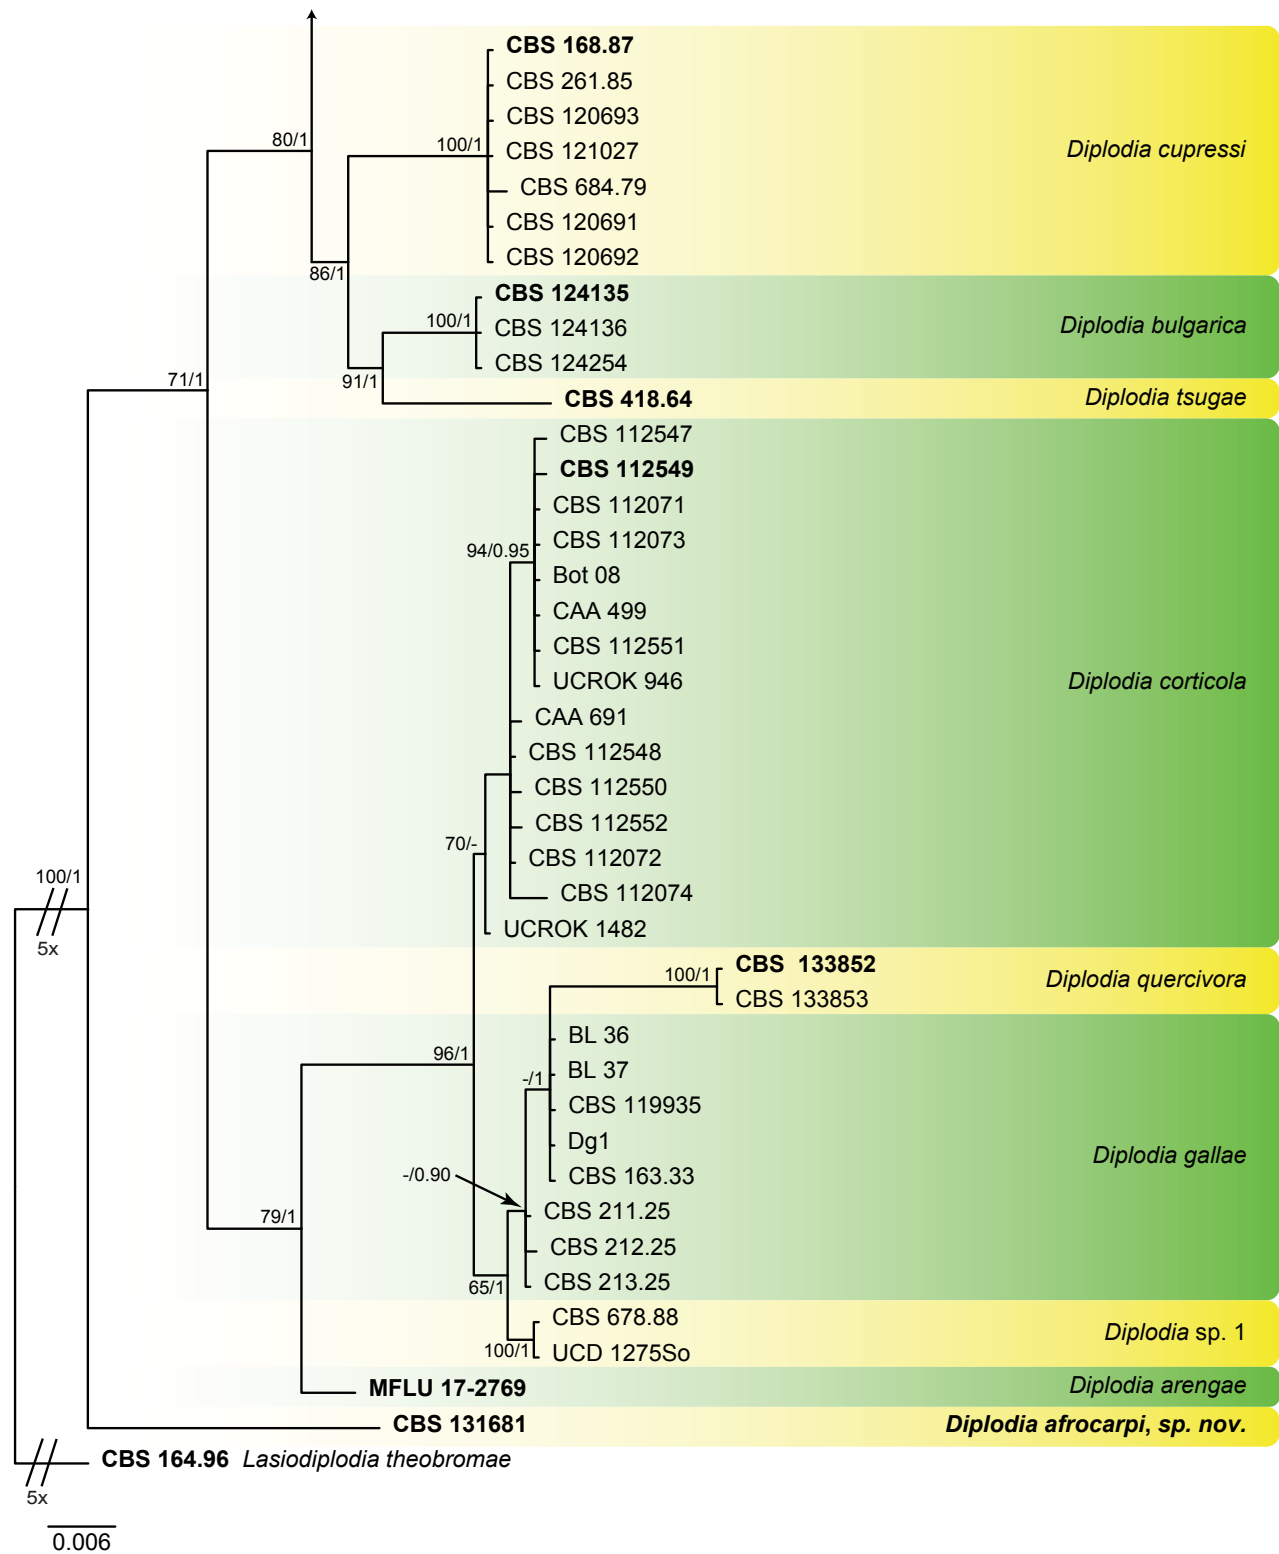 CBS 168.87
CBS 261.85
CBS 120693
80/1
100/1
CBS 121027
Diplodia cupressi
CBS 684.79
CBS 120691
CBS 120692
86/1
CBS 124135
100/1
CBS 124136
Diplodia bulgarica
CBS 124254
71/1
91/1
CBS 418.64
Diplodia tsugae
CBS 112547
CBS 112549
CBS 112071
CBS 112073
94/0.95
Bot 08
CAA 499
CBS 112551
UCROK 946
Diplodia corticola
CAA 691
CBS 112548
CBS 112550
CBS 112552
70/-
CBS 112072
100/1
5x
CBS 112074
UCROK 1482
CBS  133852
100/1
CBS 133853
Diplodia quercivora
BL 36
96/1
BL 37
-/1
CBS 119935
Dg1
Diplodia gallae
CBS 163.33
-/0.90
CBS 211.25
79/1
CBS 212.25
CBS 213.25
65/1
CBS 678.88
Diplodia sp. 1
100/1
UCD 1275So
MFLU 17-2769
Diplodia arengae
CBS 131681
Diplodia afrocarpi, sp. nov.
CBS 164.96 Lasiodiplodia theobromae
5x
0.006